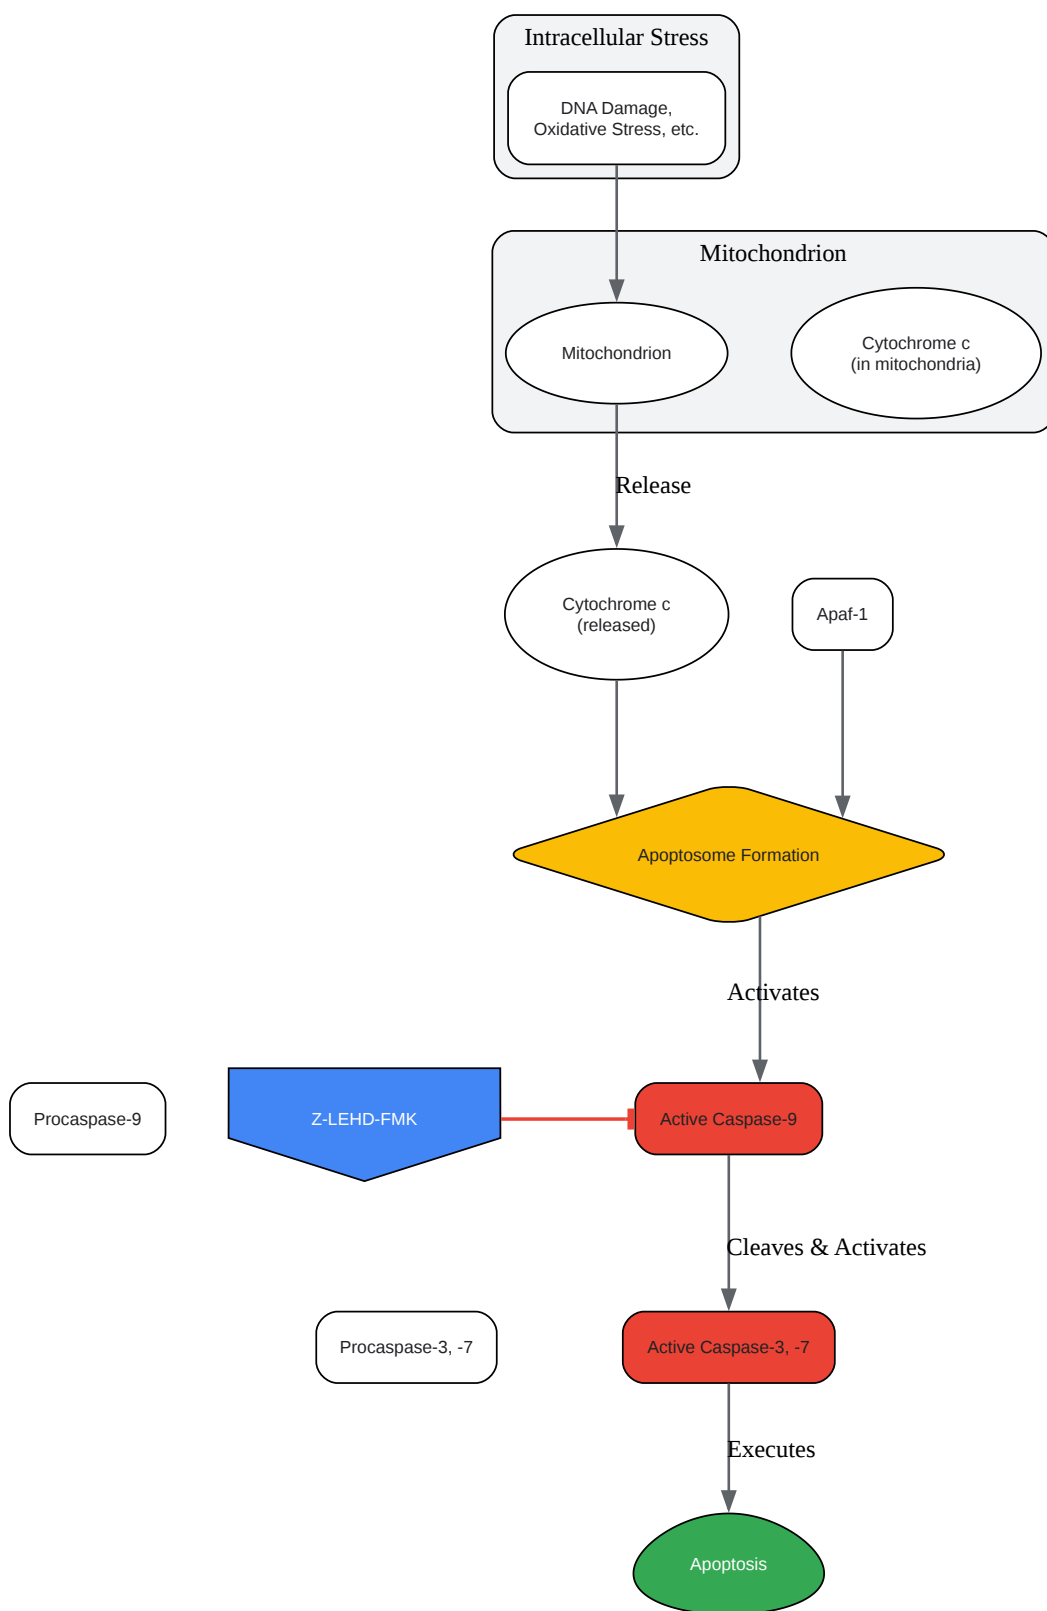 Intracellular Stress
DNA Damage,
Oxidative Stress, etc.
Mitochondrion
Mitochondrion
Cytochrome c
(in mitochondria)
Release
Cytochrome c
(released)
Apaf-1
Apoptosome Formation
Activates
Procaspase-9
Z-LEHD-FMK
Active Caspase-9
Cleaves & Activates
Procaspase-3, -7
Active Caspase-3, -7
Executes
Apoptosis